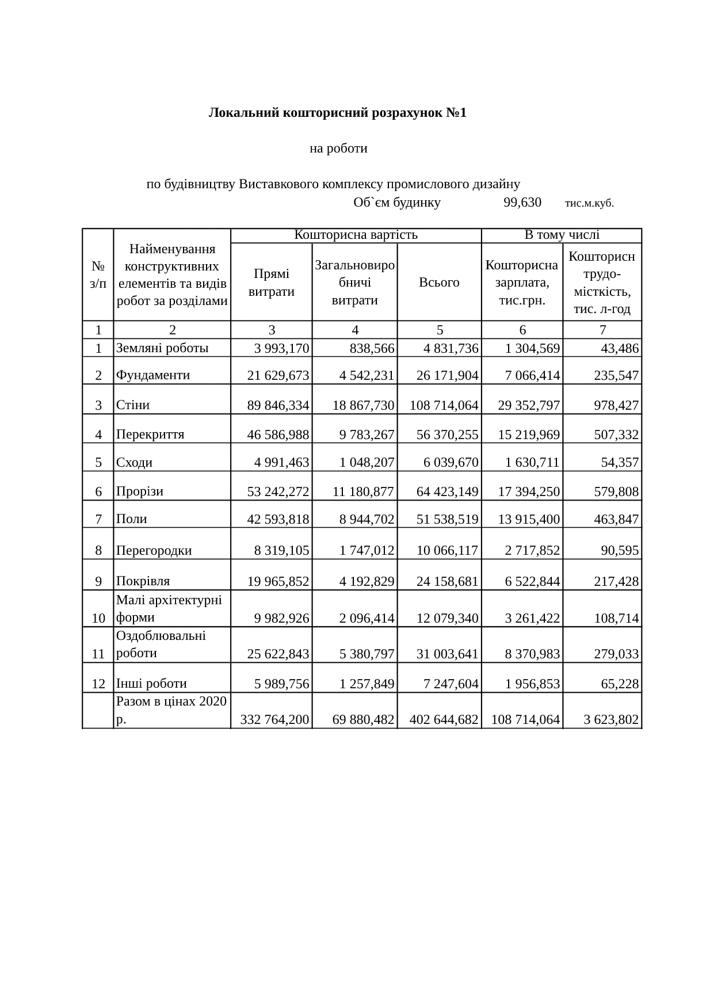 Локальний кошторисний розрахунок №1
на роботи
по будівництву Виставкового комплексу промислового дизайну
Об`єм будинку 99,630 тис.м.куб.
№ з/п
Найменування
конструктивних
елементів та видів
робот за розділами
Кошторисна вартість
В тому числі
Прямі
витрати
Загальновиро
бничі
витрати
Всього
Кошторисна
зарплата,
тис.грн.
Кошторисн
трудо-
місткість,
тис. л-год
1 2 3 4 5 6 7
1 Земляні роботы 3 993,170 838,566 4 831,736 1 304,569 43,486
2 Фундаменти 21 629,673 4 542,231 26 171,904 7 066,414 235,547
3 Стіни 89 846,334 18 867,730 108 714,064 29 352,797 978,427
4 Перекриття 46 586,988 9 783,267 56 370,255 15 219,969 507,332
5 Сходи 4 991,463 1 048,207 6 039,670 1 630,711 54,357
6 Прорізи 53 242,272 11 180,877 64 423,149 17 394,250 579,808
7 Поли 42 593,818 8 944,702 51 538,519 13 915,400 463,847
8 Перегородки 8 319,105 1 747,012 10 066,117 2 717,852 90,595
9 Покрівля 19 965,852 4 192,829 24 158,681 6 522,844 217,428
Малі архітектурні
10 форми 9 982,926 2 096,414 12 079,340 3 261,422 108,714
Оздоблювальні
11 роботи 25 622,843 5 380,797 31 003,641 8 370,983 279,033
12 Інші роботи 5 989,756 1 257,849 7 247,604 1 956,853 65,228
Разом в цінах 2020
р. 332 764,200 69 880,482 402 644,682 108 714,064 3 623,802